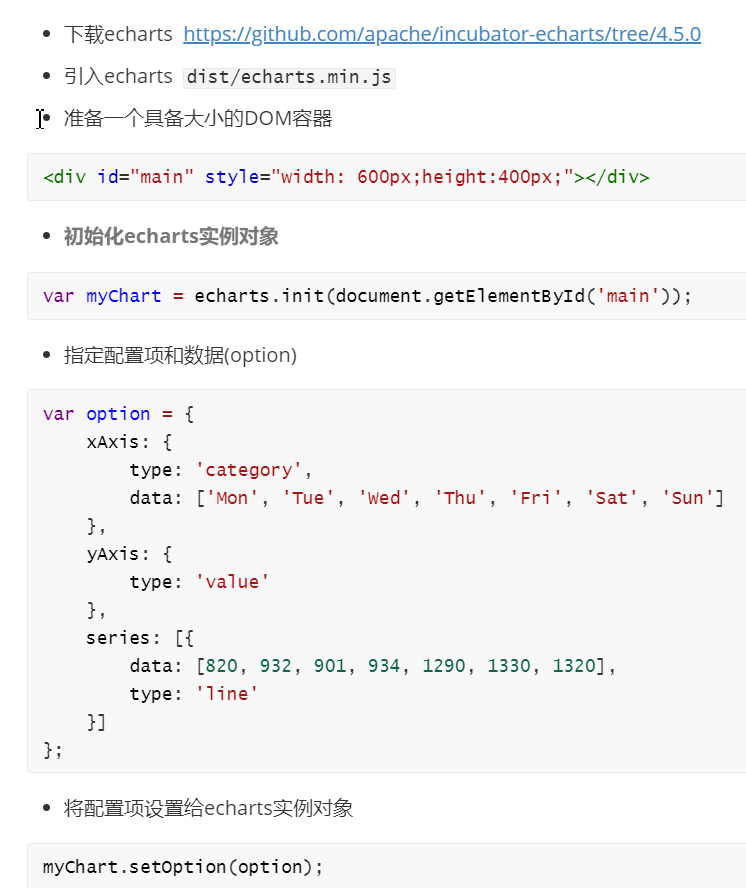 下载echarts https://github.com/apache/incubator-echarts/tree/4.5.0
引入echarts dist/echarts.min.js
准备一个具备大小的DOM容器
<div id="main" style="width: 600px;height:400px;"></div>
初始化echarts实例对象
var myChart = echarts.init(document.getElementById('main'));
指定配置项和数据(option)
var option = {
    xAxis: {
        type: 'category',
        data: ['Mon', 'Tue', 'Wed', 'Thu', 'Fri', 'Sat', 'Sun']
    },
    yAxis: {
        type: 'value'
    },
    series: [{
        data: [820, 932, 901, 934, 1290, 1330, 1320],
        type: 'line'
    }]
};
将配置项设置给echarts实例对象
myChart.setOption(option);